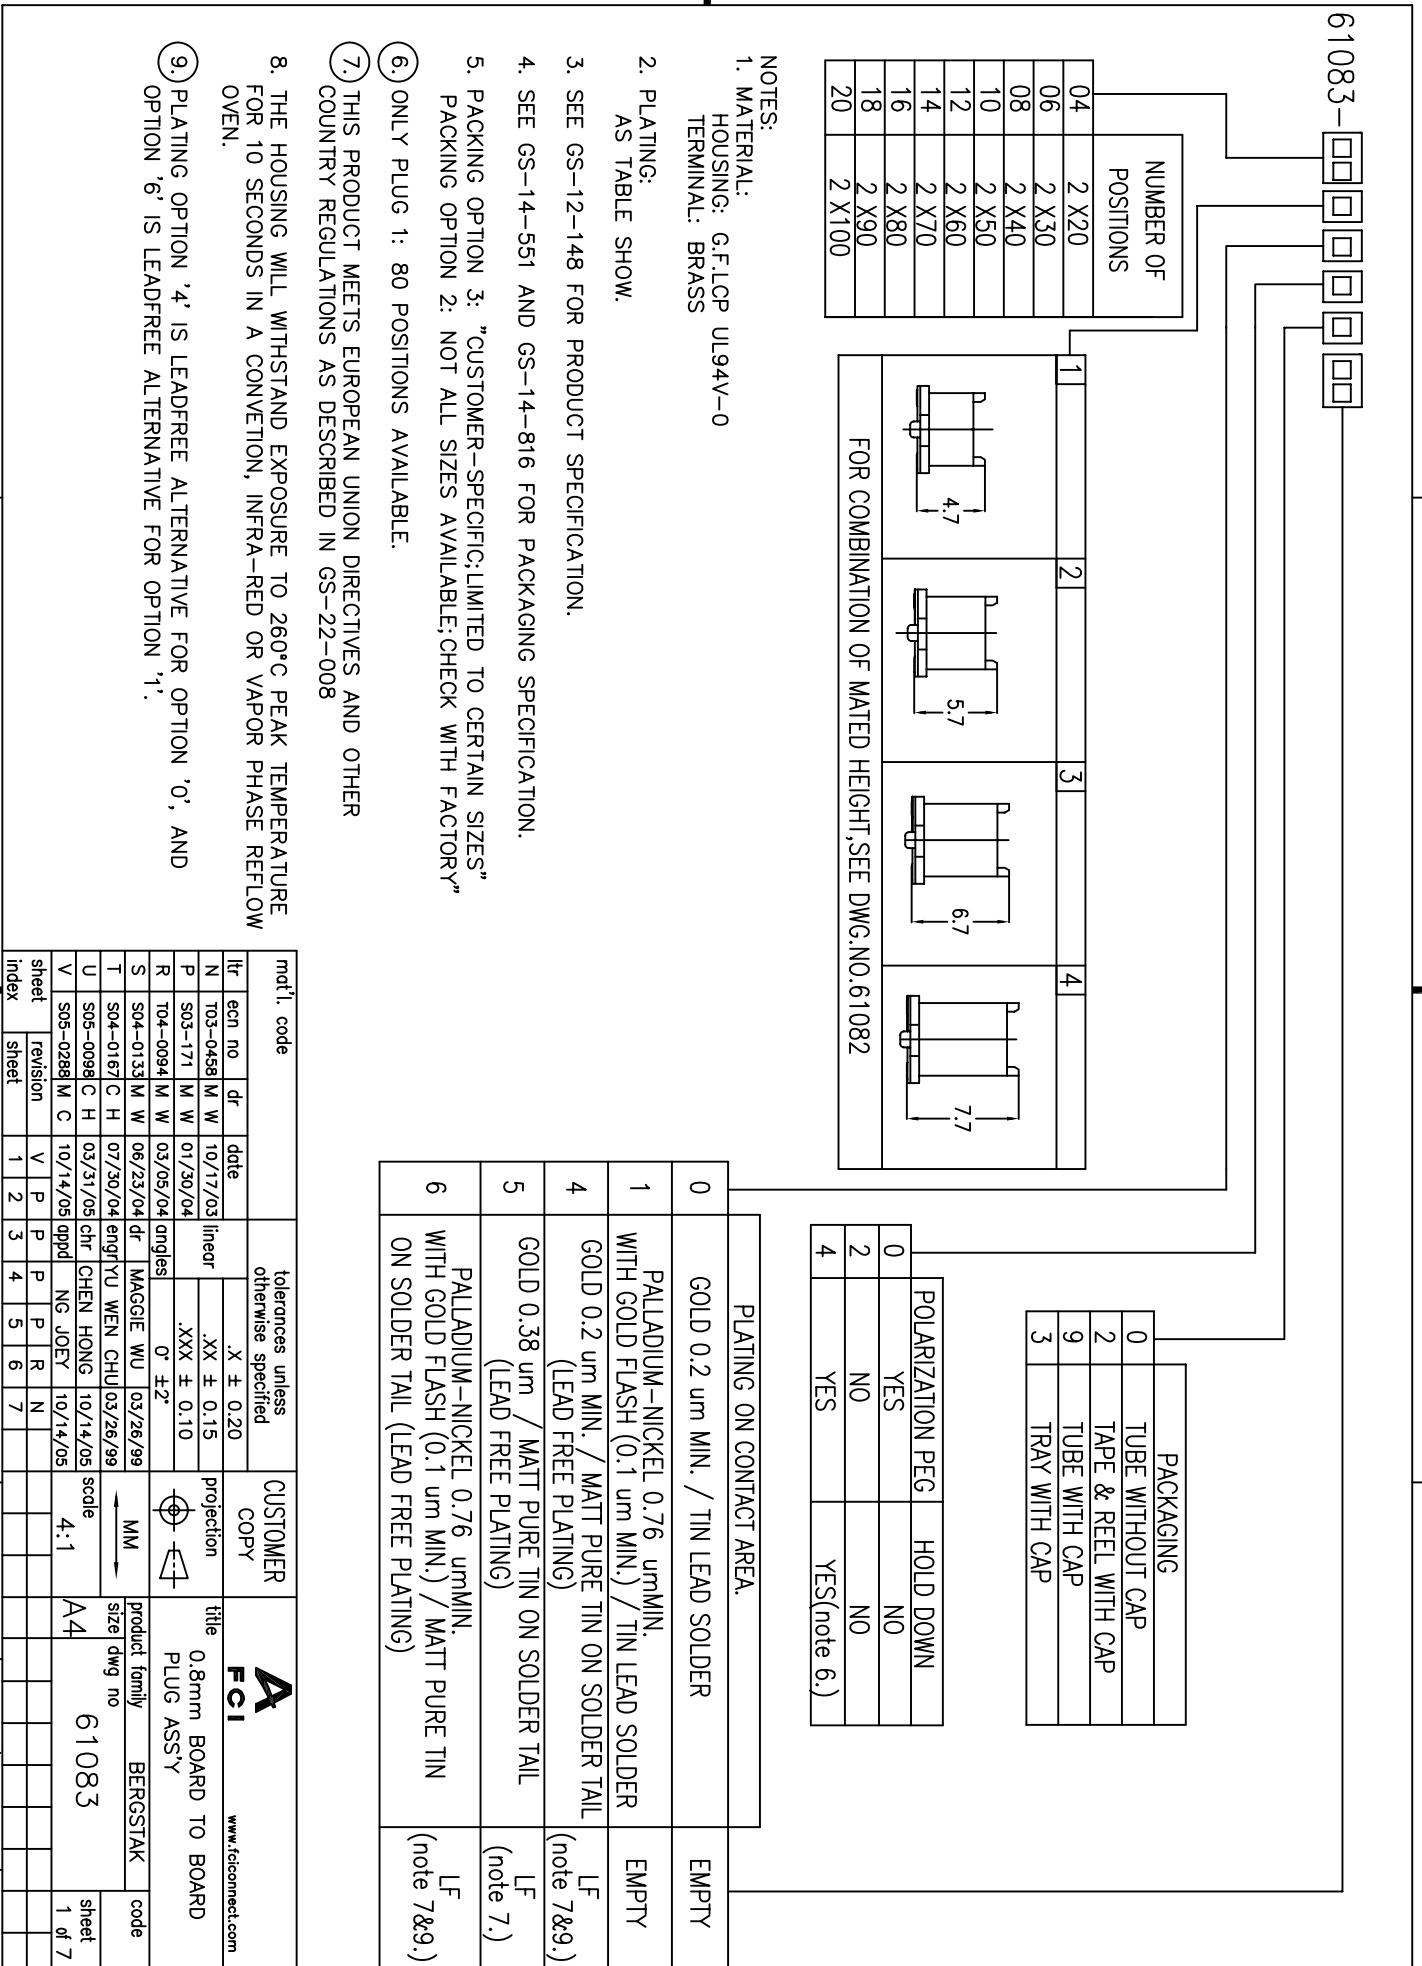 61083-
NUMBER OF
POSITIONS
04 2 X20
06 2 X30
08 2 X40
10 2 X50
12 2 X60
14 2 X70
16 2 X80
18 2 X90
20 2 X100
1 2 3 4
4.7 5.7 6.7 7.7
FOR COMBINATION OF MATED HEIGHT,SEE DWG.NO.61082
PACKAGING
0 TUBE WITHOUT CAP
2 TAPE & REEL WITH CAP
9 TUBE WITH CAP
3 TRAY WITH CAP
POLARIZATION PEG HOLD DOWN
0 YES NO
2 NO NO
4 YES YES(note 6.)
PLATING ON CONTACT AREA.
0 GOLD 0.2 um MIN. / TIN LEAD SOLDER EMPTY
1 PALLADIUM-NICKEL 0.76 umMIN.
WITH GOLD FLASH (0.1 um MIN.) / TIN LEAD SOLDER EMPTY
4 GOLD 0.2 um MIN. / MATT PURE TIN ON SOLDER TAIL LF
(LEAD FREE PLATING) (note 7&9.)
5 GOLD 0.38 um / MATT PURE TIN ON SOLDER TAIL LF
(LEAD FREE PLATING) (note 7.)
6 PALLADIUM-NICKEL 0.76 umMIN.
WITH GOLD FLASH (0.1 um MIN.) / MATT PURE TIN LF
ON SOLDER TAIL (LEAD FREE PLATING) (note 7&9.)
NOTES:
1. MATERIAL:
HOUSING: G.F.LCP UL94V-0
TERMINAL: BRASS
2. PLATING:
AS TABLE SHOW.
3. SEE GS-12-148 FOR PRODUCT SPECIFICATION.
4. SEE GS-14-551 AND GS-14-816 FOR PACKAGING SPECIFICATION.
5. PACKING OPTION 3: "CUSTOMER-SPECIFIC;LIMITED TO CERTAIN SIZES"
PACKING OPTION 2: NOT ALL SIZES AVAILABLE;CHECK WITH FACTORY"
6. ONLY PLUG 1: 80 POSITIONS AVAILABLE.
7. THIS PRODUCT MEETS EUROPEAN UNION DIRECTIVES AND OTHER
COUNTRY REGULATIONS AS DESCRIBED IN GS-22-008
8. THE HOUSING WILL WITHSTAND EXPOSURE TO 260°C PEAK TEMPERATURE
FOR 10 SECONDS IN A CONVETION, INFRA-RED OR VAPOR PHASE REFLOW
OVEN.
9. PLATING OPTION '4' IS LEADFREE ALTERNATIVE FOR OPTION '0', AND
OPTION '6' IS LEADFREE ALTERNATIVE FOR OPTION '1'.
mat'l. code
ltr ecn no dr date
N T03-0458 M W 10/17/03
P S03-171 M W 01/30/04
R T04-0094 M W 03/05/04
S S04-0133 M W 06/23/04
T S04-0167 C H 07/30/04
U S05-0098 C H 03/31/05
V S05-0288 M C 10/14/05
tolerances unless
otherwise specified
linear .X ± 0.20
.XX ± 0.15
.XXX ± 0.10
angles 0° ±2°
dr MAGGIE WU 03/26/99
engr YU WEN CHU 03/26/99
chr CHEN HONG 10/14/05
appd NG JOEY 10/14/05
CUSTOMER
COPY
projection
MM
scale
4:1
FCI
www.fciconnect.com
title
0.8mm BOARD TO BOARD
PLUG ASS'Y
product family BERGSTAK code
size dwg no
A4 61083
sheet
1 of 7
sheet
index
revision V P P P P R N
sheet 1 2 3 4 5 6 7